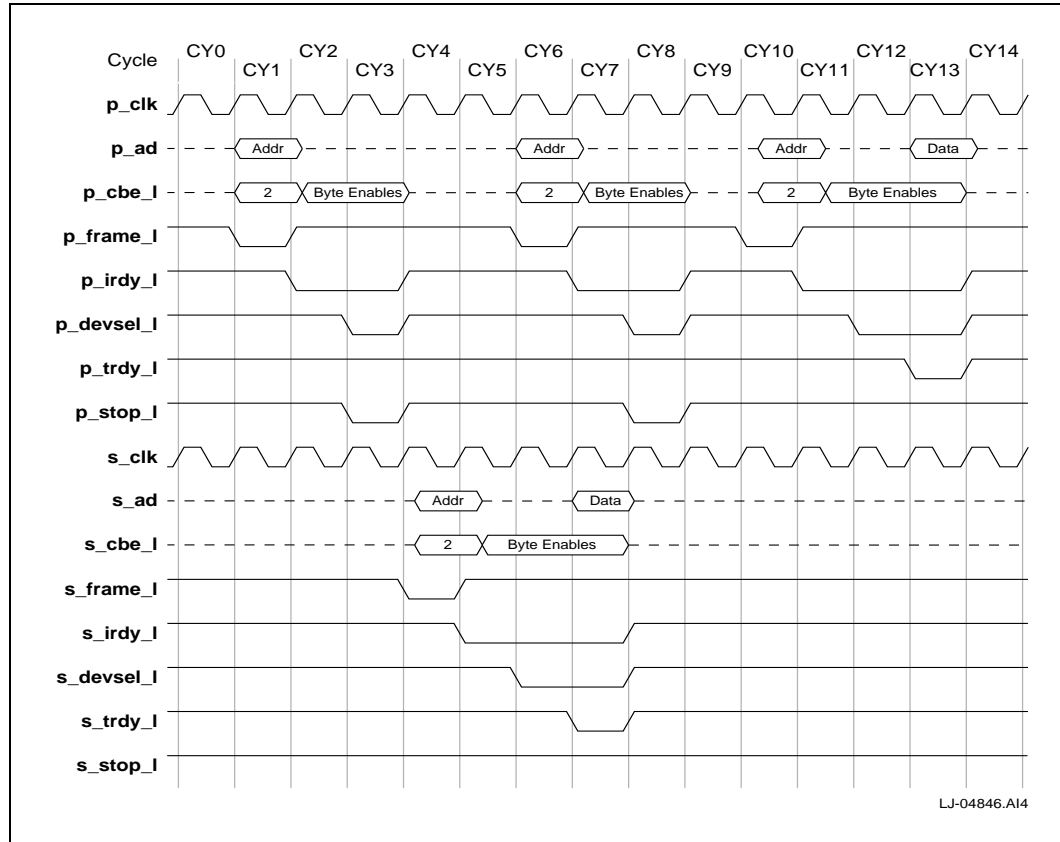 Cycle CY0 CY1 CY2 CY3 CY4 CY5 CY6 CY7 CY8 CY9 CY10 CY11 CY12 CY13 CY14
p_clk
p_ad Addr Addr Addr Data
p_cbe_l 2 Byte Enables 2 Byte Enables 2 Byte Enables
p_frame_l
p_irdy_l
p_devsel_l
p_trdy_l
p_stop_l
s_clk
s_ad Addr Data
s_cbe_l 2 Byte Enables
s_frame_l
s_irdy_l
s_devsel_l
s_trdy_l
s_stop_l
LJ-04846.AI4